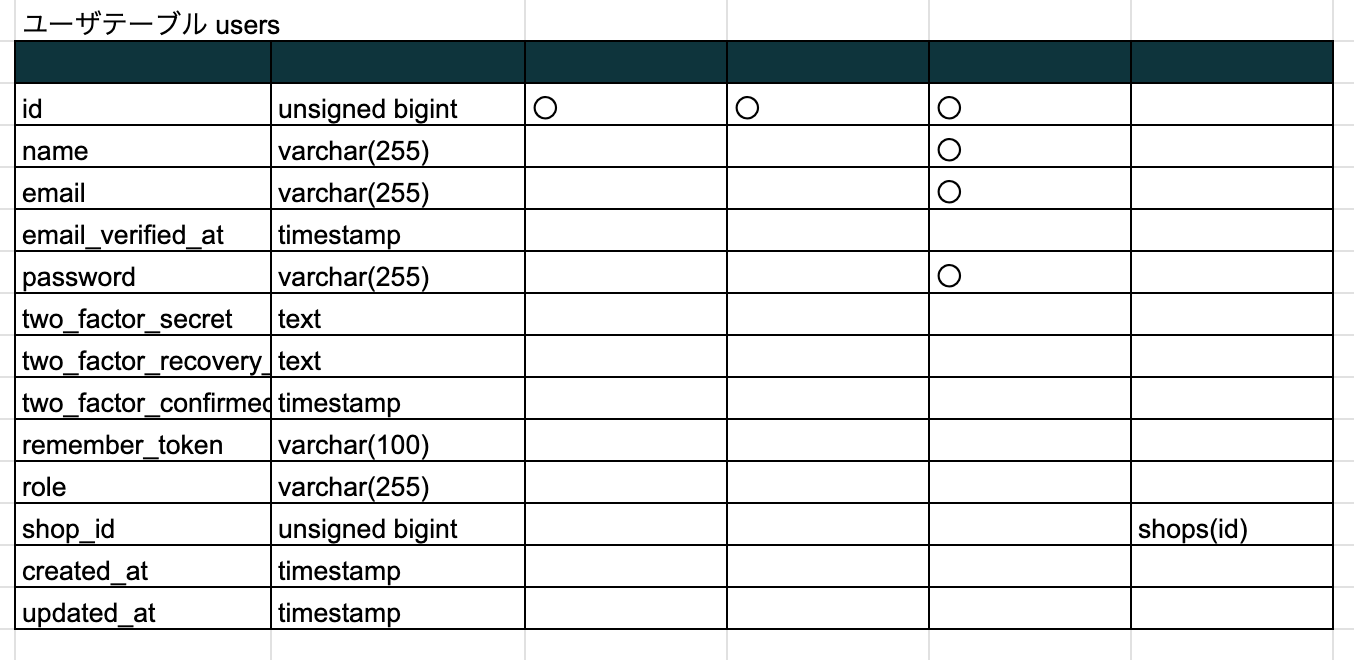 ユーザテーブル users
id unsigned bigint ○ ○ ○
name varchar(255) ○
email varchar(255) ○
email_verified_at timestamp
password varchar(255) ○
two_factor_secret text
two_factor_recovery_ text
two_factor_confirmed timestamp
remember_token varchar(100)
role varchar(255)
shop_id unsigned bigint shops(id)
created_at timestamp
updated_at timestamp